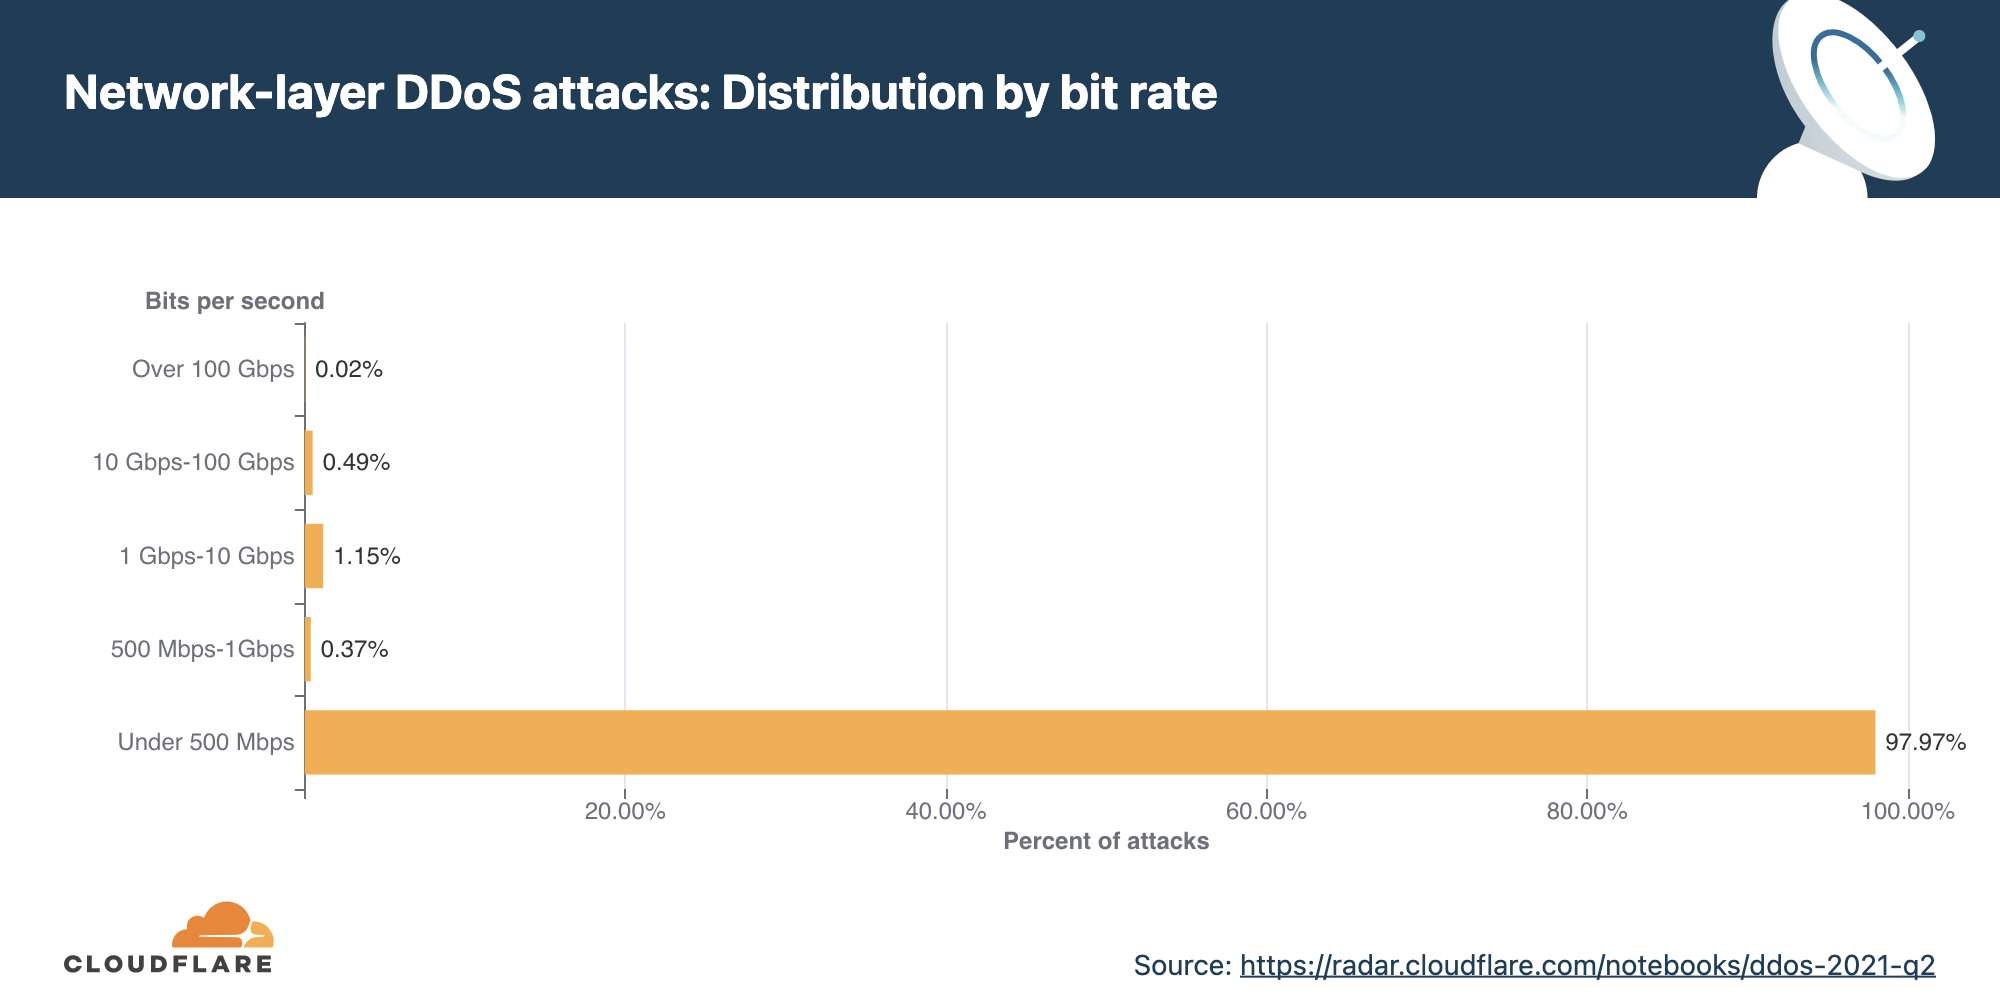 Network-layer DDoS attacks: Distribution by bit rate
Bits per second
Over 100 Gbps 0.02%
10 Gbps-100 Gbps 0.49%
1 Gbps-10 Gbps 1.15%
500 Mbps-1Gbps 0.37%
Under 500 Mbps 97.97%
20.00% 40.00% 60.00% 80.00% 100.00%
Percent of attacks
CLOUDFLARE
Source: https://radar.cloudflare.com/notebooks/ddos-2021-q2